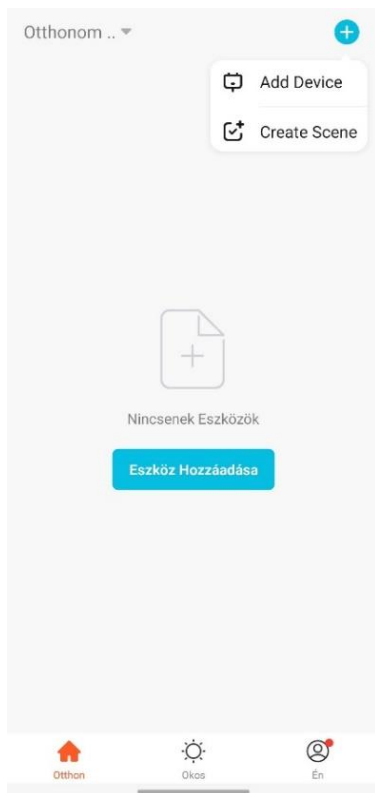 Otthonom ..
Add Device
Create Scene
Nincsenek Eszközök
Eszköz Hozzáadása
Otthon
Okos
Én